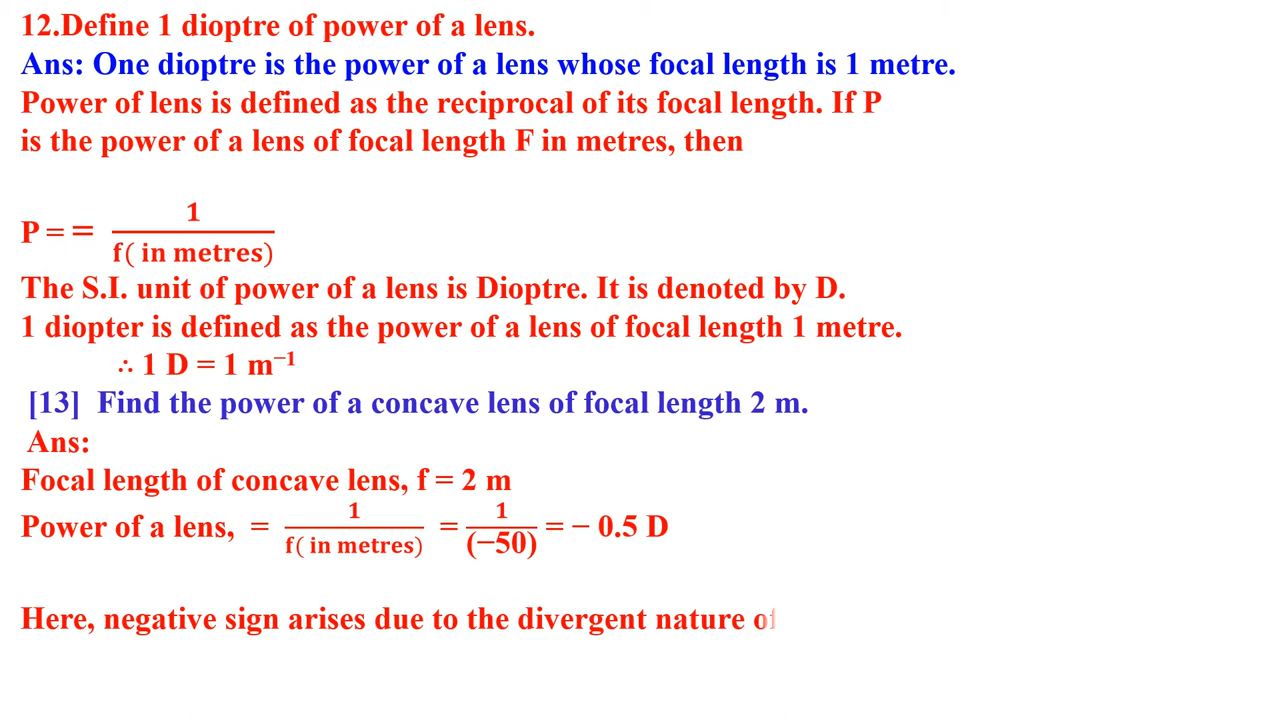 12.Define 1 dioptre of power of a lens.
Ans: One dioptre is the power of a lens whose focal length is 1 metre.
Power of lens is defined as the reciprocal of its focal length. If P
is the power of a lens of focal length F in metres, then
P = = 1/f( in metres)
The S.I. unit of power of a lens is Dioptre. It is denoted by D.
1 diopter is defined as the power of a lens of focal length 1 metre.
∴ 1 D = 1 m⁻¹
[13] Find the power of a concave lens of focal length 2 m.
Ans:
Focal length of concave lens, f = 2 m
Power of a lens, = 1/f( in metres) = 1/(−50) = − 0.5 D
Here, negative sign arises due to the divergent nature of